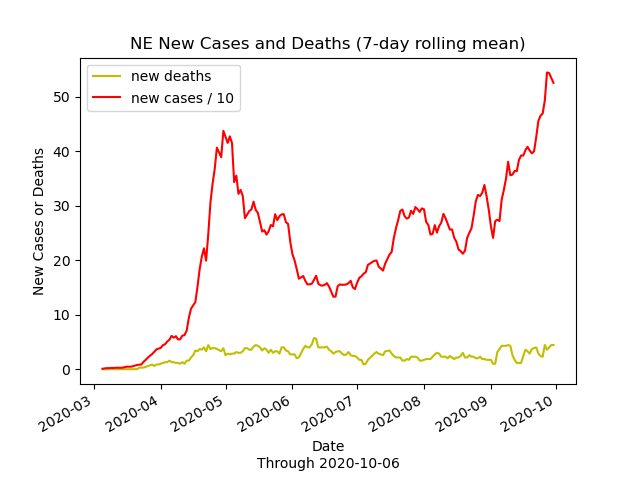 NE New Cases and Deaths (7-day rolling mean)
new deaths
new cases / 10
New Cases or Deaths
50
40
30
20
10
0
2020-03
2020-04
2020-05
2020-06
2020-07
2020-08
2020-09
2020-10
Date
Through 2020-10-06